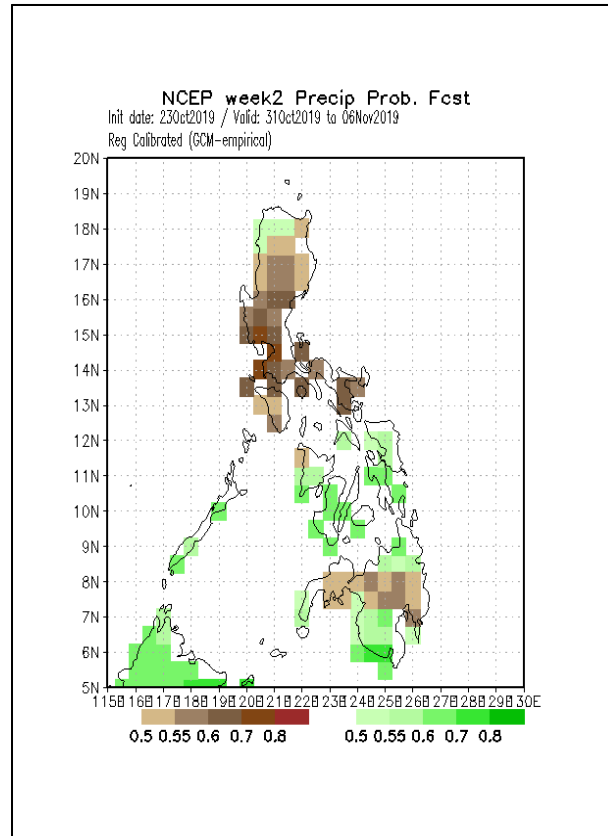 NCEP week2 Precip Prob. Fcst
Init date: 23Oct2019 / Valid: 31Oct2019 to 06Nov2019
Reg Calibrated (GCM-empirical)
20N
19N
18N
17N
16N
15N
14N
13N
12N
11N
10N
9N
8N
7N
6N
5N
115E 116E 117E 118E 119E 120E 121E 122E 123E 124E 125E 126E 127E 128E 129E 130E
0.5 0.55 0.6 0.7 0.8 0.5 0.55 0.6 0.7 0.8